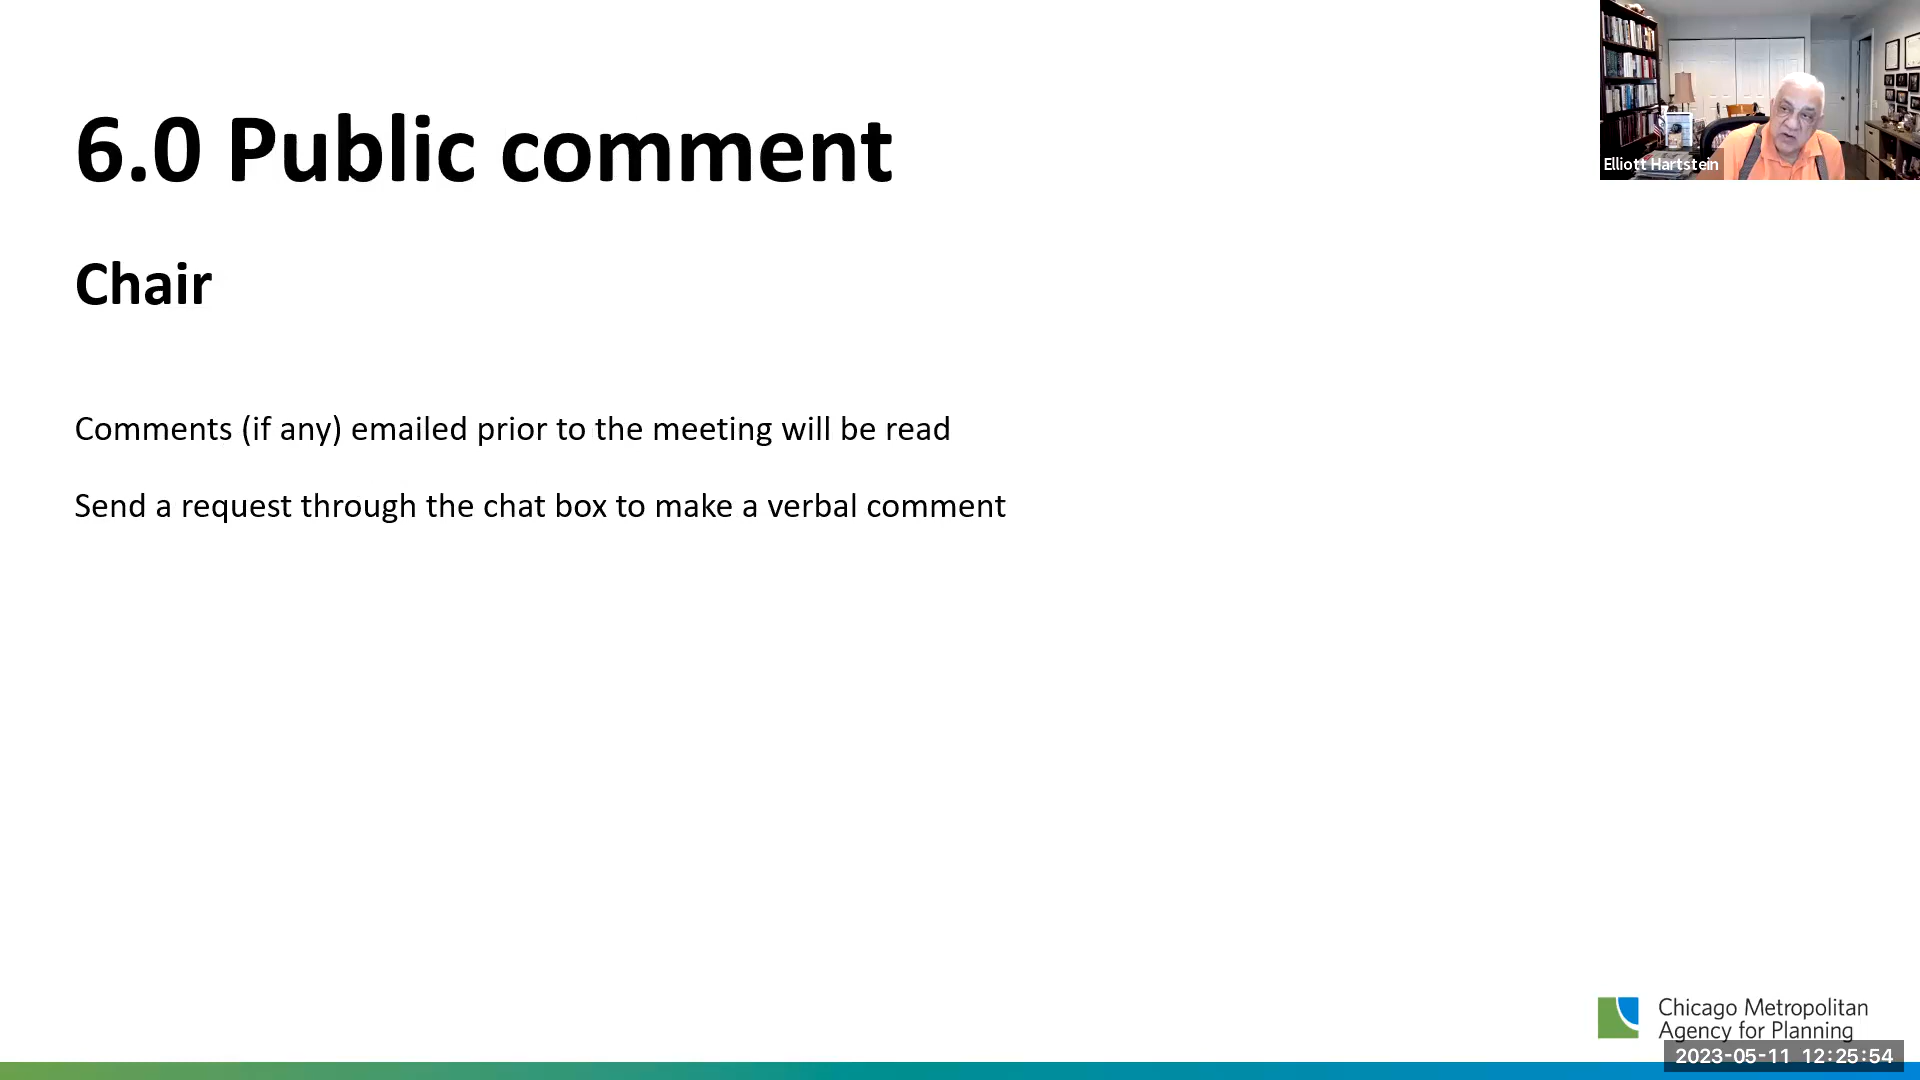 6.0 Public comment
Elliott Hartstein
Chair
Comments (if any) emailed prior to the meeting will be read
Send a request through the chat box to make a verbal comment
Chicago Metropolitan
Agency for Planning
2023-05-11 12:25:54